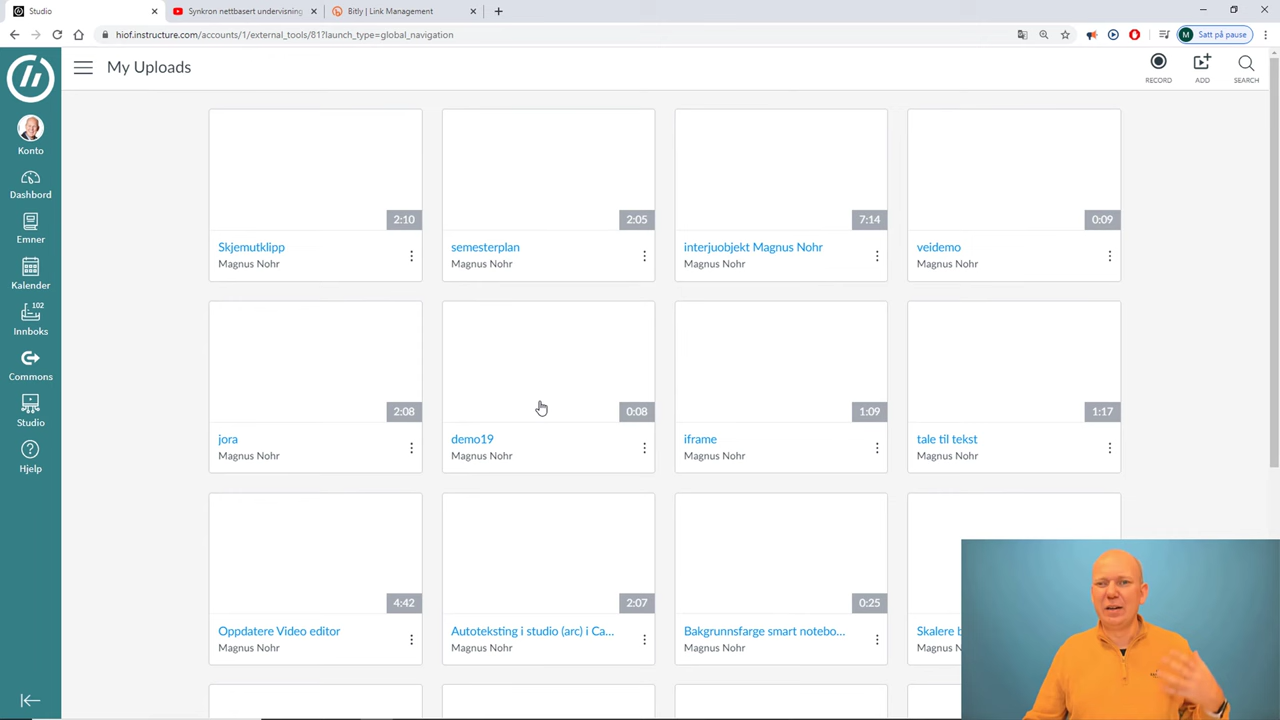 Studio
Synkron nettbasert undervisning
Bitly | Link Management
hiof.instructure.com/accounts/1/external_tools/81?launch_type=global_navigation
M Satt på pause
My Uploads
RECORD
ADD
SEARCH
Konto
Dashbord
Emner
Kalender
102
Innboks
Commons
Studio
Hjelp
2:10
2:05
7:14
0:09
Skjemutklipp
semesterplan
interjuobjekt Magnus Nohr
veidemo
Magnus Nohr
Magnus Nohr
Magnus Nohr
Magnus Nohr
2:08
0:08
1:09
1:17
jora
demo19
iframe
tale til tekst
Magnus Nohr
Magnus Nohr
Magnus Nohr
Magnus Nohr
4:42
2:07
0:25
Oppdatere Video editor
Autoteksting i studio (arc) i Ca...
Bakgrunnsfarge smart notebo...
Skalere
Magnus Nohr
Magnus Nohr
Magnus Nohr
Magnus